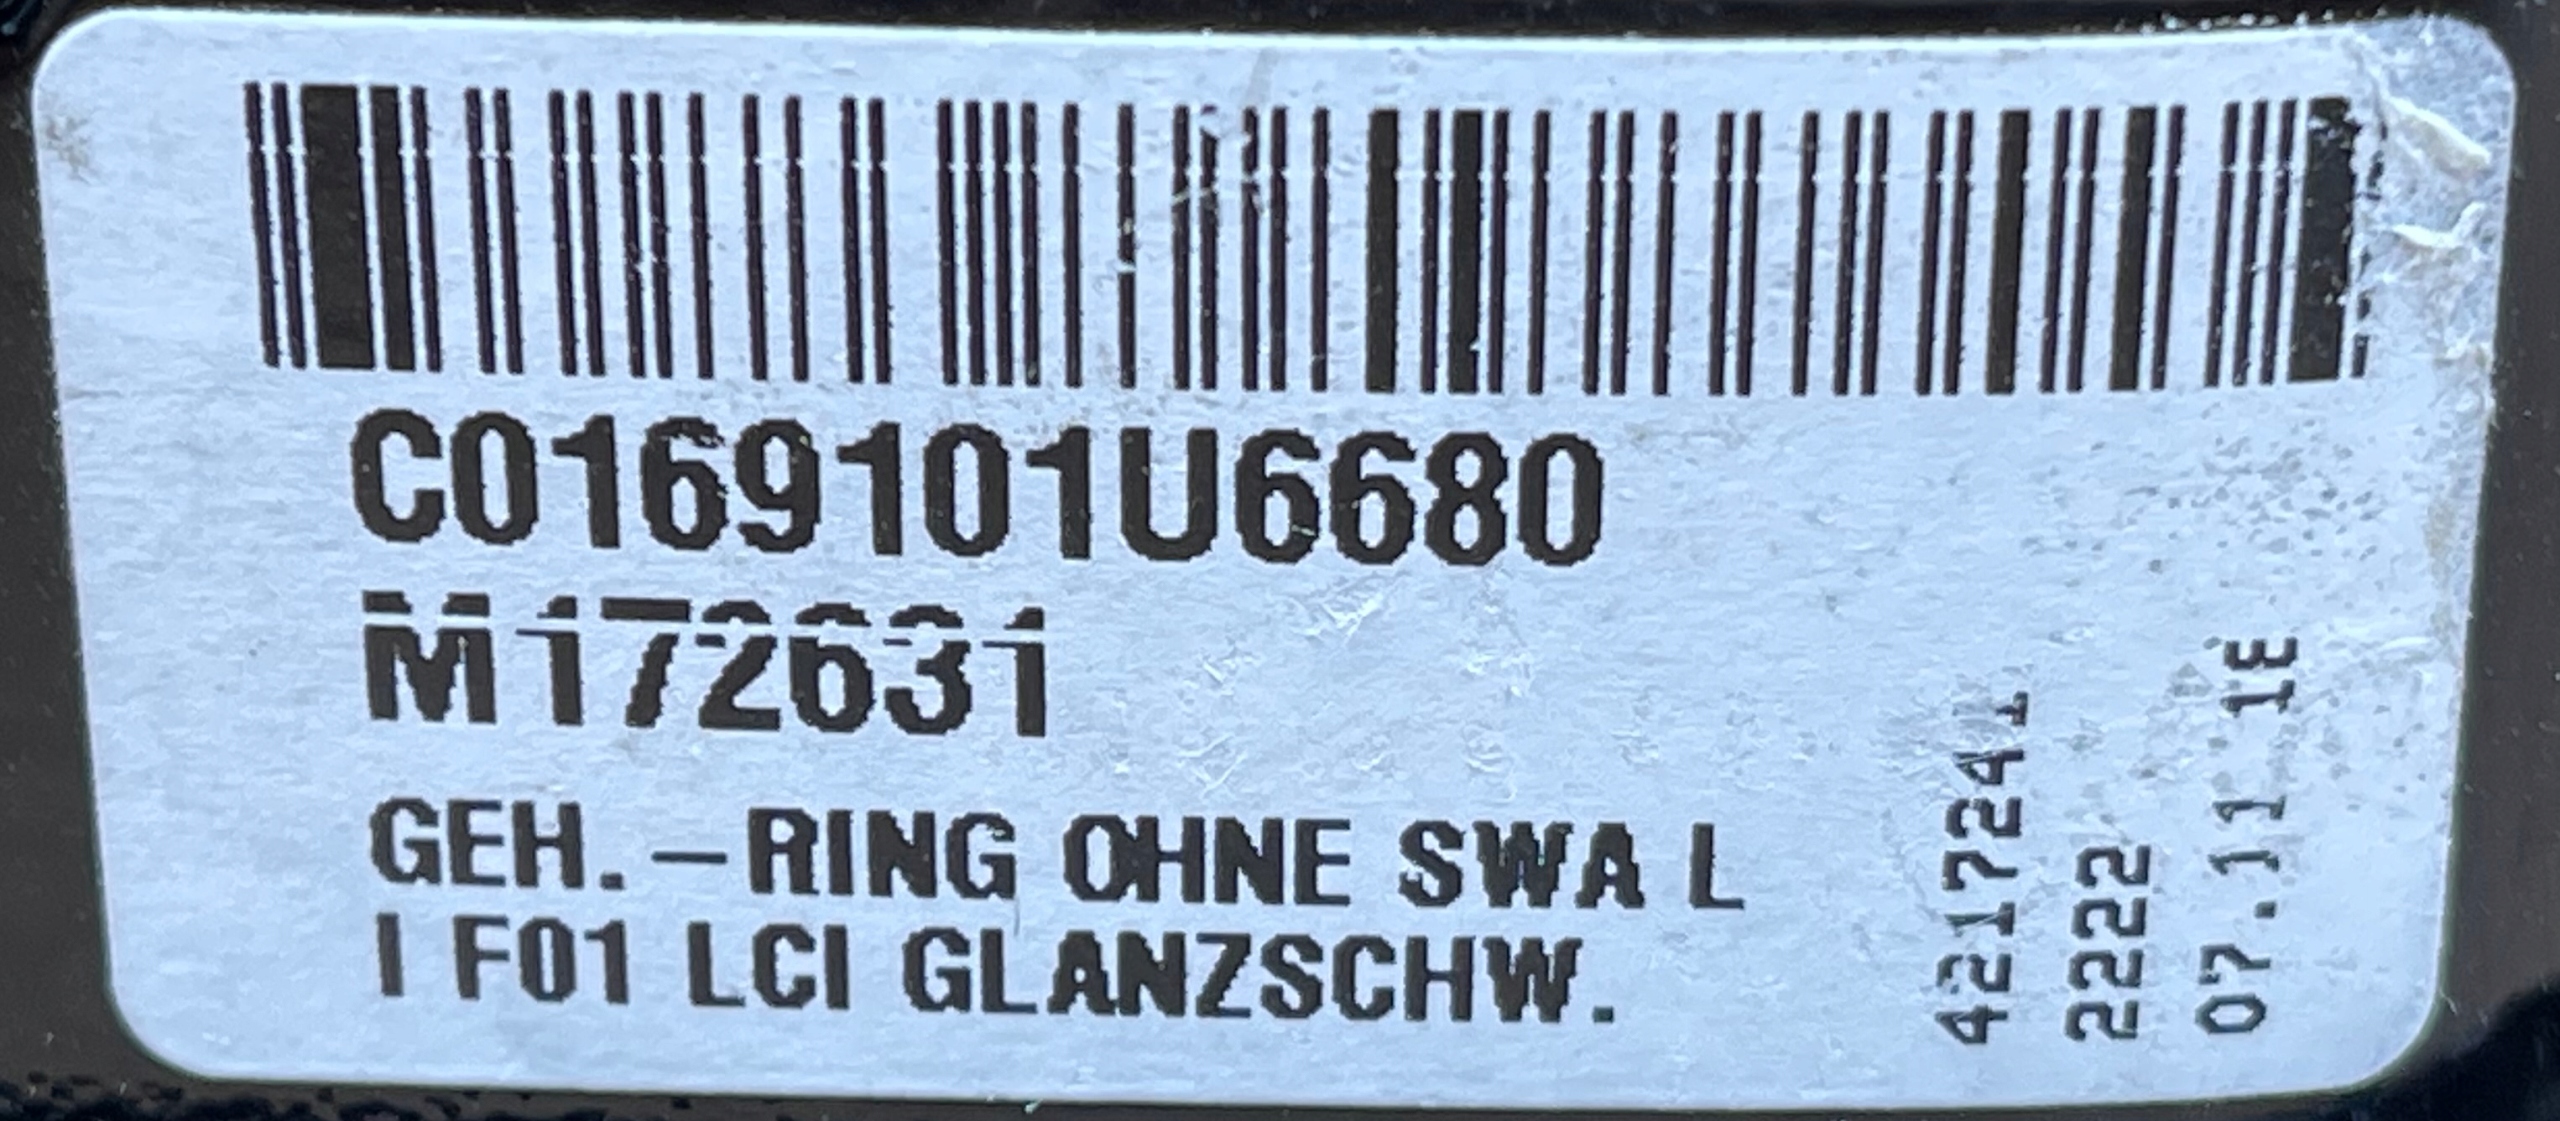 C0169101U6680
M172631
GEH.-RING OHNE SWA L
I F01 LCI GLANZSCHW.
4217241
2222
07.11 1E